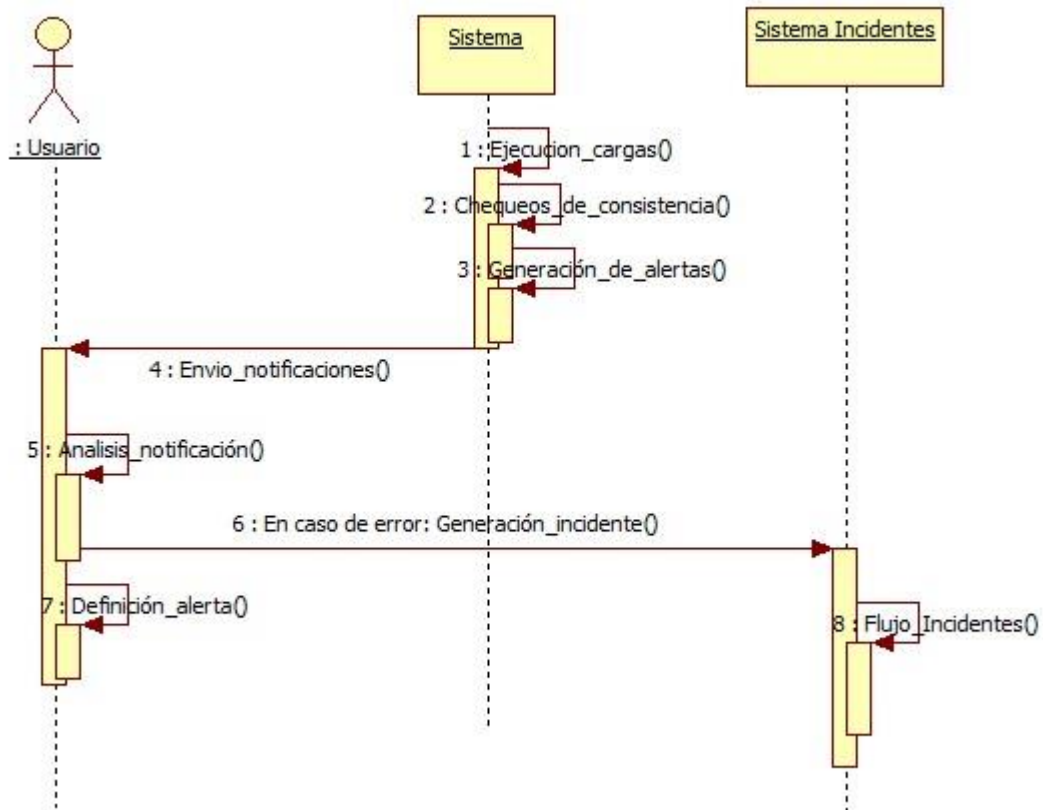 Sistema
Sistema Incidentes
: Usuario
1 : Ejecucion_cargas()
2 : Chequeos_de_consistencia()
3 : Generación_de_alertas()
4 : Envio_notificaciones()
5 : Analisis_notificación()
6 : En caso de error: Generación_incidente()
7 : Definición_alerta()
8 : Flujo_Incidentes()